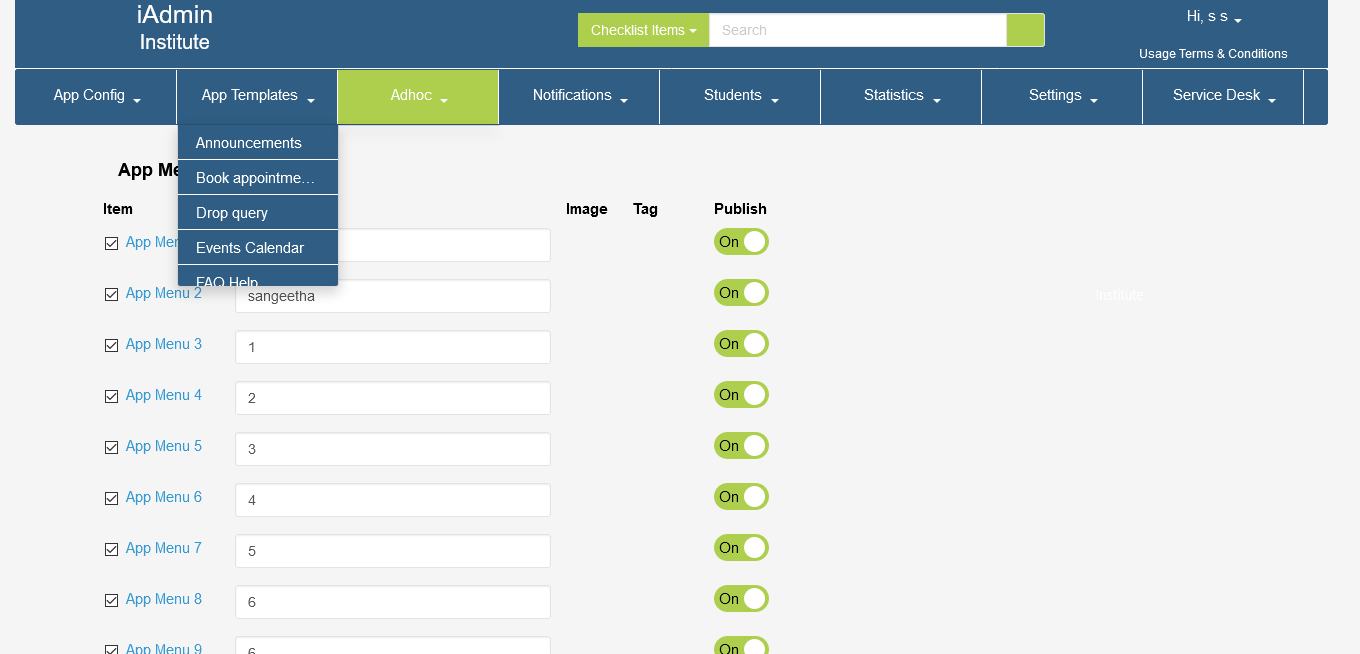 iAdmin
Institute
Checklist Items
Search
Hi, s s
Usage Terms & Conditions
App Config
App Templates
Adhoc
Notifications
Students
Statistics
Settings
Service Desk
Announcements
Book appointme...
Drop query
Events Calendar
FAQ Help
App Me
Item
Image
Tag
Publish
App Men
On
App Menu 2
sangeetha
On
Institute
App Menu 3
1
On
App Menu 4
2
On
App Menu 5
3
On
App Menu 6
4
On
App Menu 7
5
On
App Menu 8
6
On
App Menu 9
6
On